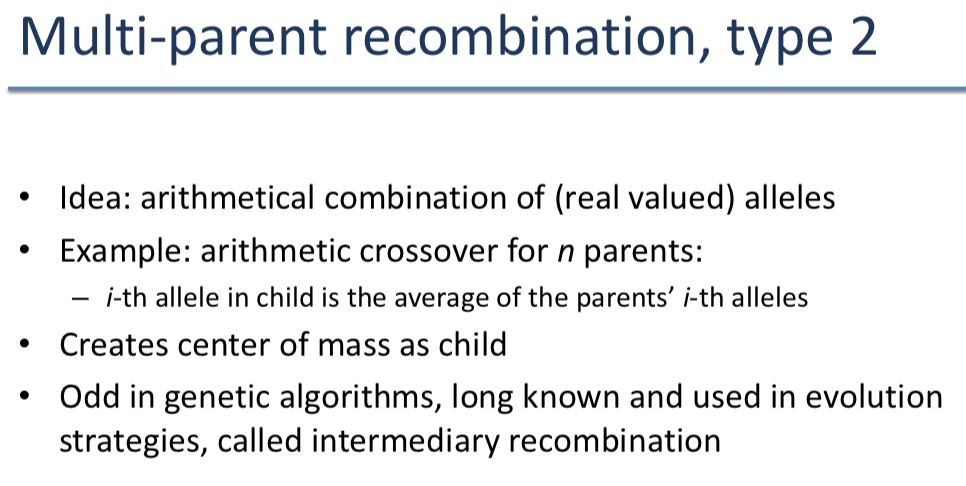 Multi-parent recombination, type 2
• Idea: arithmetical combination of (real valued) alleles
• Example: arithmetic crossover for n parents:
– i-th allele in child is the average of the parents’ i-th alleles
• Creates center of mass as child
• Odd in genetic algorithms, long known and used in evolution
strategies, called intermediary recombination